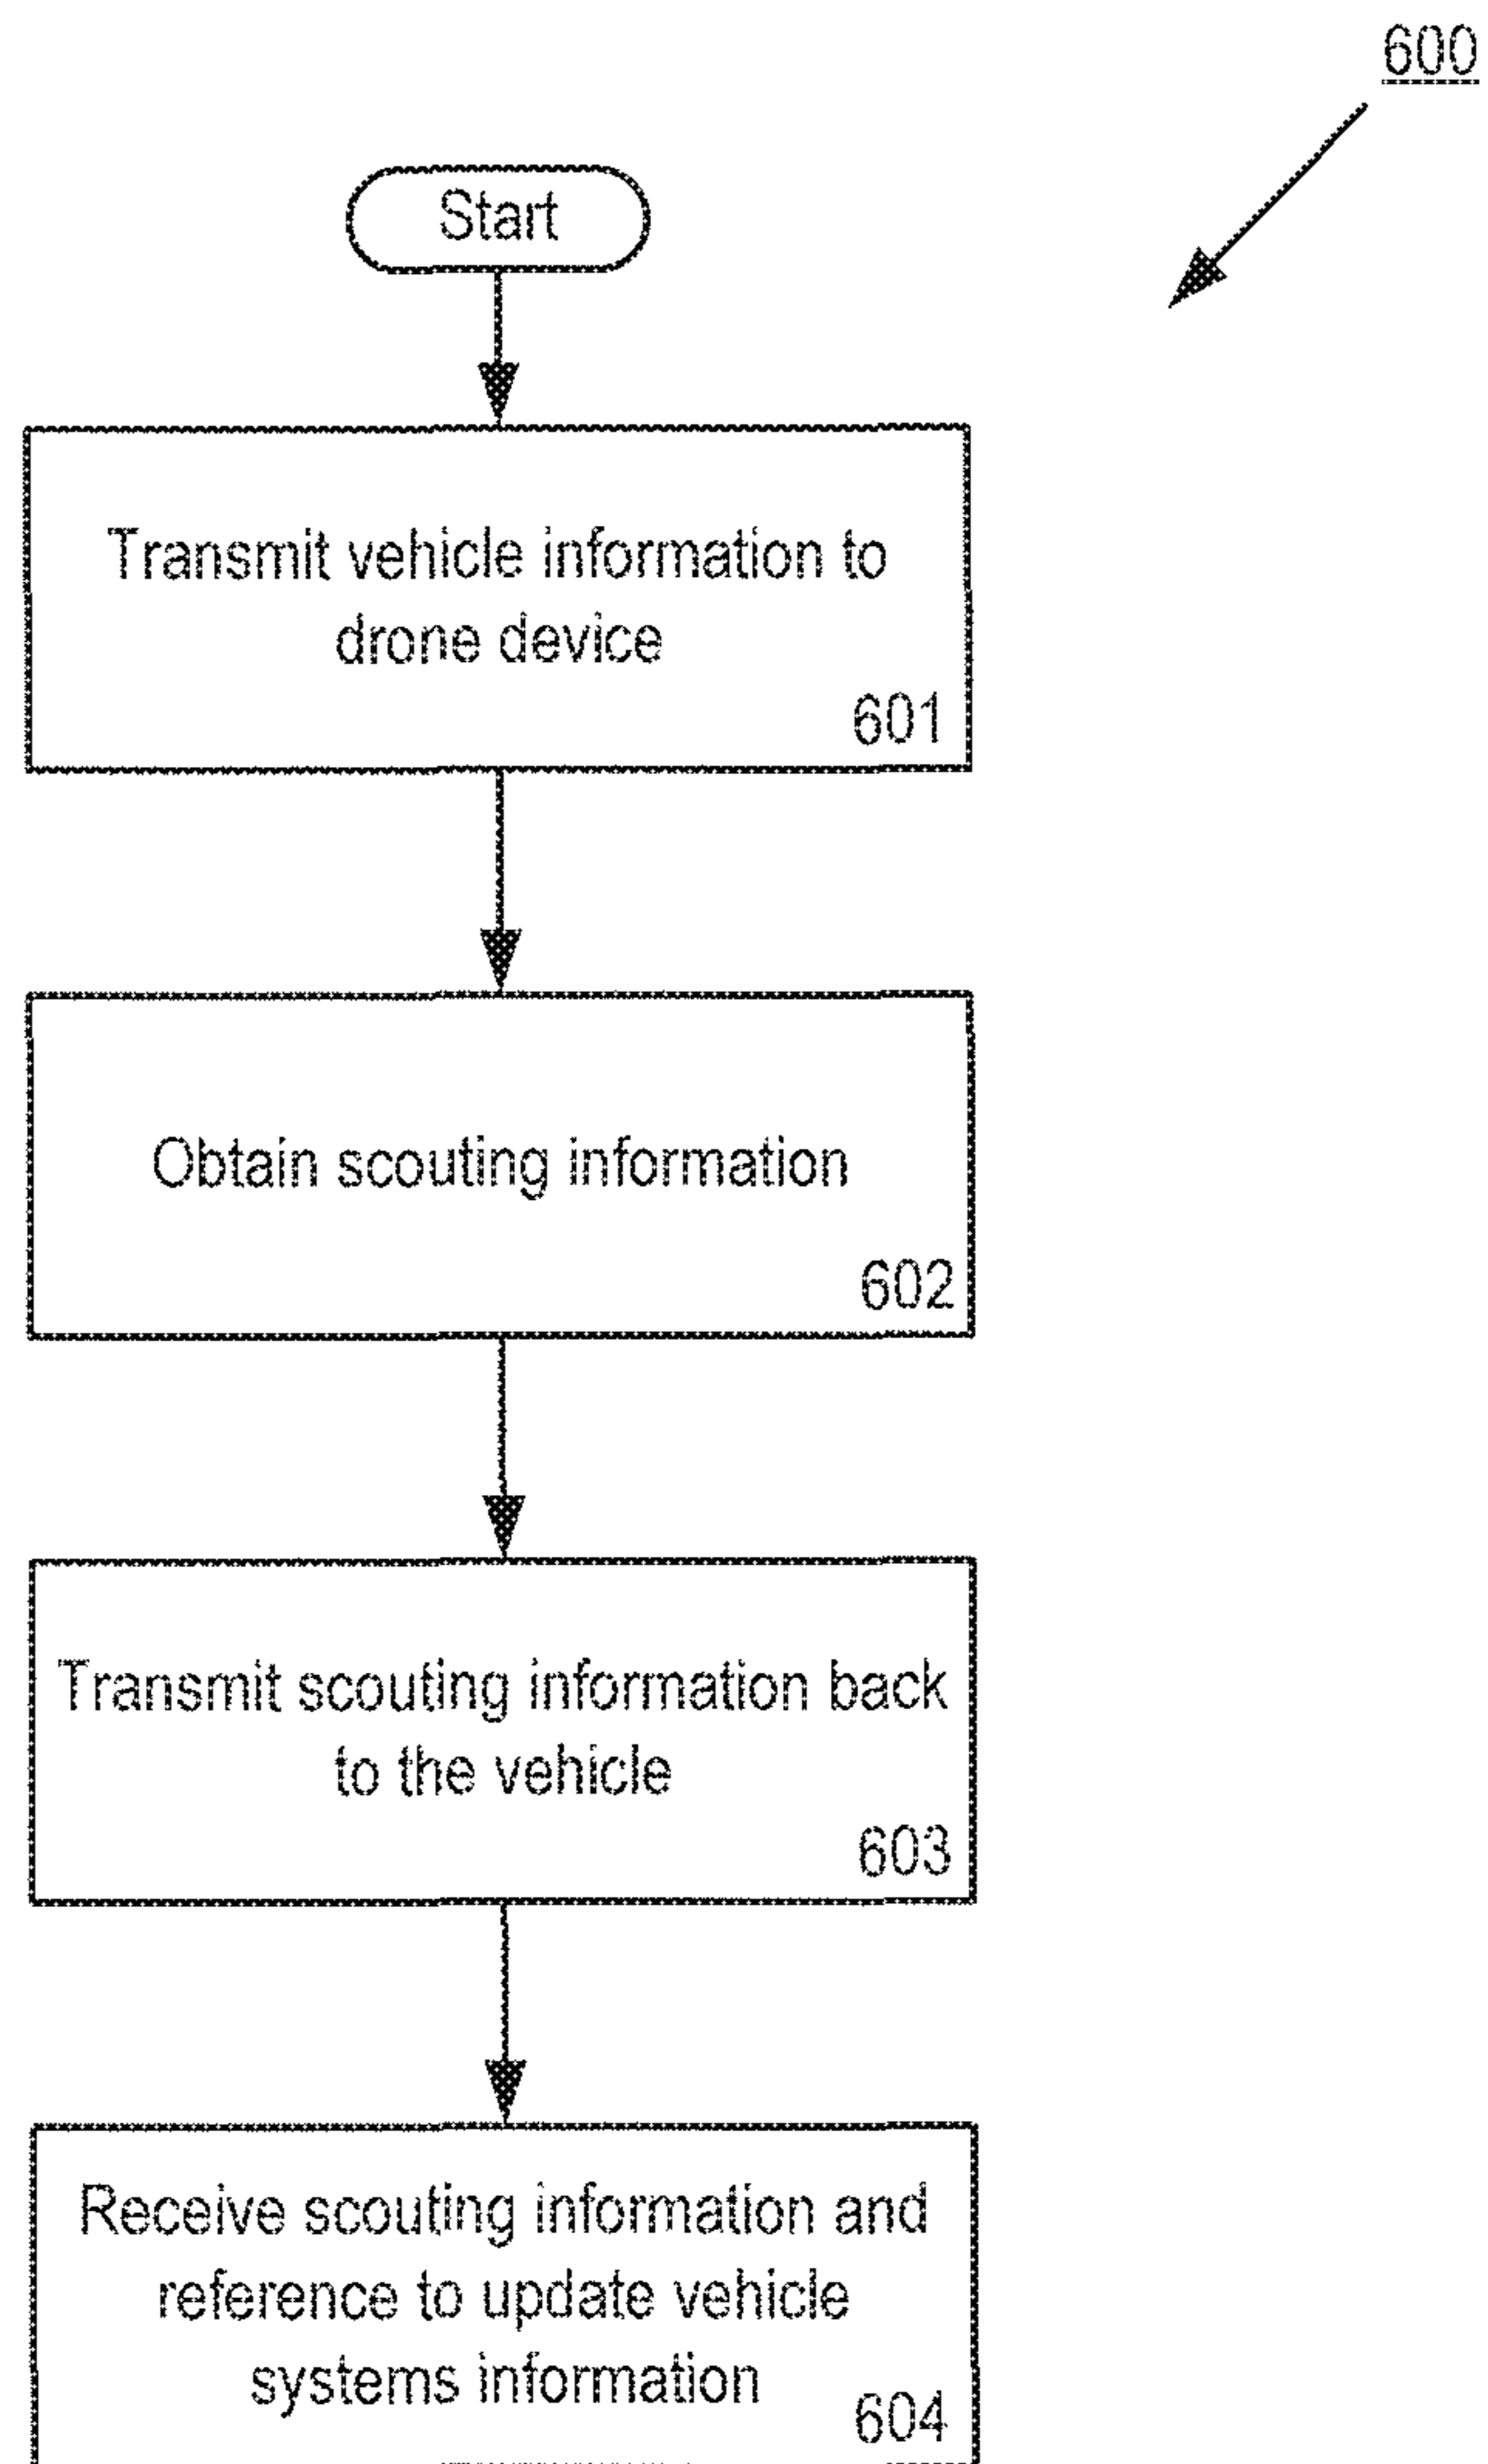 600
Start
Transmit vehicle information to
drone device
601
Obtain scouting information
602
Transmit scouting information back
to the vehicle
603
Receive scouting information and
reference to update vehicle
systems information
604